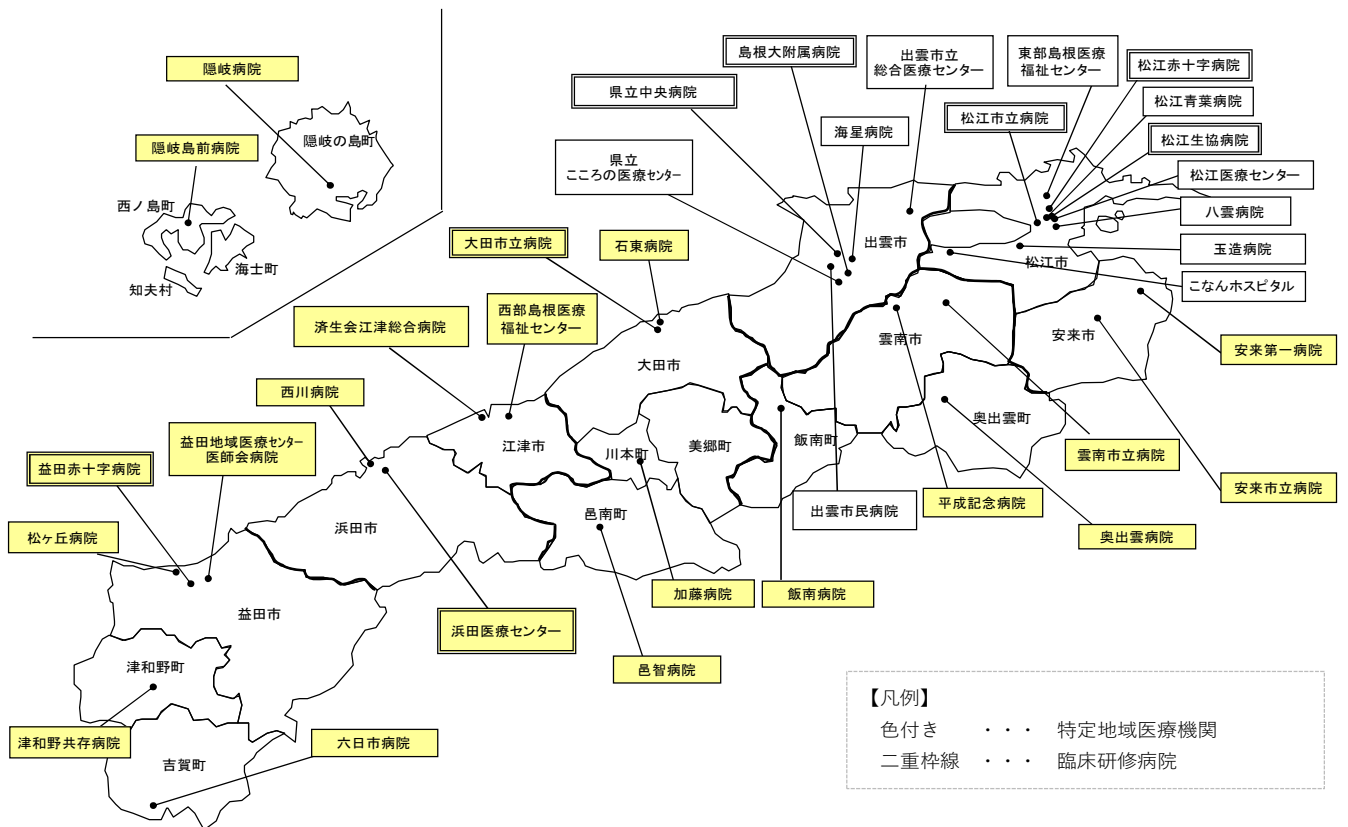 隠岐病院
隠岐島前病院
隠岐の島町
西ノ島町
海士町
知夫村
島根大附属病院
出雲市立
総合医療センター
東部島根医療
福祉センター
松江赤十字病院
県立中央病院
松江青葉病院
海星病院
松江市立病院
松江生協病院
県立
こころの医療センター
松江医療センター
八雲病院
玉造病院
こなんホスピタル
出雲市
松江市
大田市立病院
石東病院
済生会江津総合病院
西部島根医療
福祉センター
雲南市
安来市
安来第一病院
大田市
西川病院
奥出雲町
飯南町
美郷町
川本町
江津市
益田地域医療センター
医師会病院
益田赤十字病院
雲南市立病院
安来市立病院
平成記念病院
出雲市民病院
邑南町
浜田市
松ヶ丘病院
奥出雲病院
加藤病院
飯南病院
益田市
浜田医療センター
邑智病院
津和野町
津和野共存病院
六日市病院
吉賀町
【凡例】
色付き ・・・ 特定地域医療機関
二重枠線 ・・・ 臨床研修病院